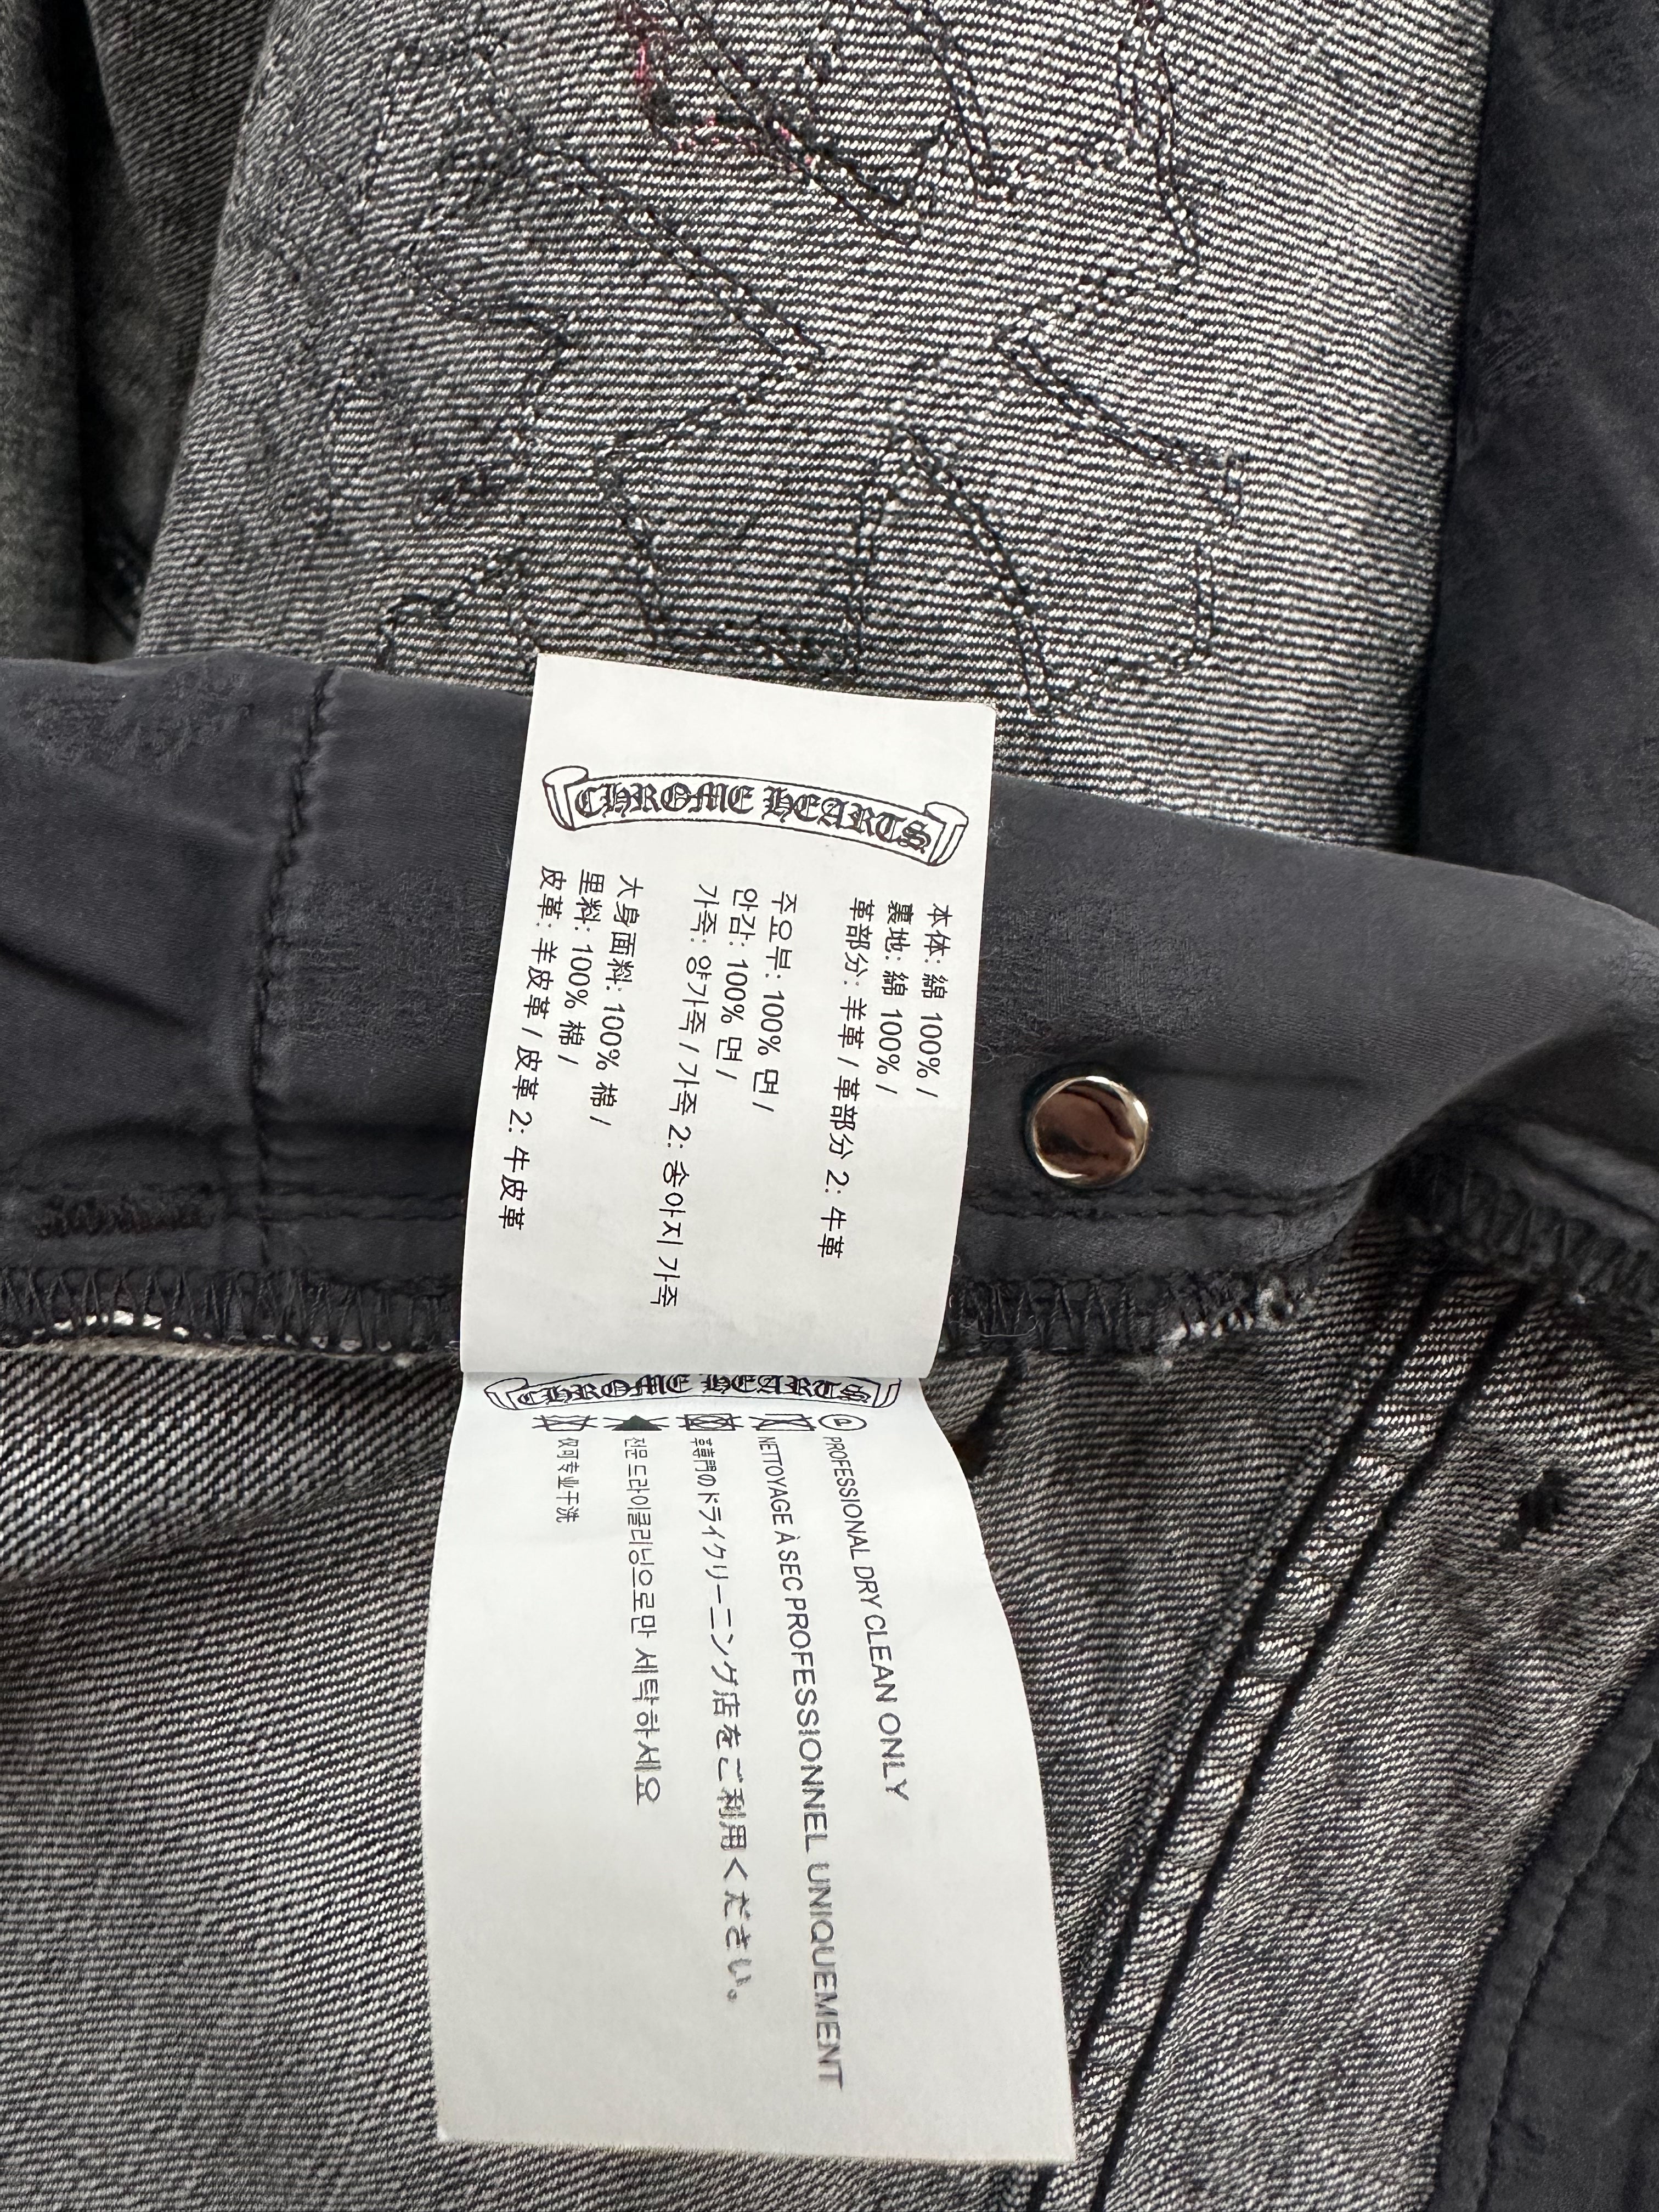 CHROME HEARTS
本体: 綿 100% /
裏地: 綿 100% /
革部分: 羊革 / 革部分 2: 牛革
주요부: 100% 면 /
안감: 100% 면 /
가죽: 양가죽 / 가죽 2: 송아지 가죽
大身面料: 100% 棉 /
里料: 100% 棉 /
皮革: 羊皮革 / 皮革 2: 牛皮革
CHROME HEARTS
P
PROFESSIONAL DRY CLEAN ONLY
NETTOYAGE À SEC PROFESSIONNEL UNIQUEMENT
革専門のドライクリーニング店をご利用ください。
전문 드라이클리닝으로만 세탁 하세요
仅可专业干洗